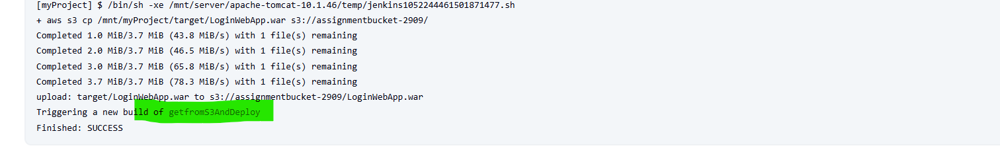 [myProject] $ /bin/sh -xe /mnt/server/apache-tomcat-10.1.46/temp/jenkins1052244461501871477.sh
+ aws s3 cp /mnt/myProject/target/LoginWebApp.war s3://assignmentbucket-2909/
Completed 1.0 MiB/3.7 MiB (43.8 MiB/s) with 1 file(s) remaining
Completed 2.0 MiB/3.7 MiB (46.5 MiB/s) with 1 file(s) remaining
Completed 3.0 MiB/3.7 MiB (65.8 MiB/s) with 1 file(s) remaining
Completed 3.7 MiB/3.7 MiB (78.3 MiB/s) with 1 file(s) remaining
upload: target/LoginWebApp.war to s3://assignmentbucket-2909/LoginWebApp.war
Triggering a new build of getfromS3AndDeploy
Finished: SUCCESS